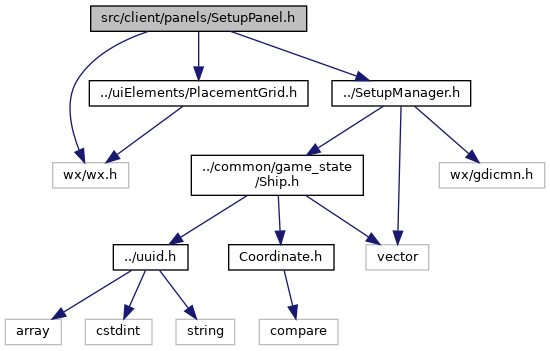 src/client/panels/SetupPanel.h
../uiElements/PlacementGrid.h
../SetupManager.h
wx/wx.h
../common/game_state
/Ship.h
wx/gdicmn.h
../uuid.h
Coordinate.h
vector
array
cstdint
string
compare